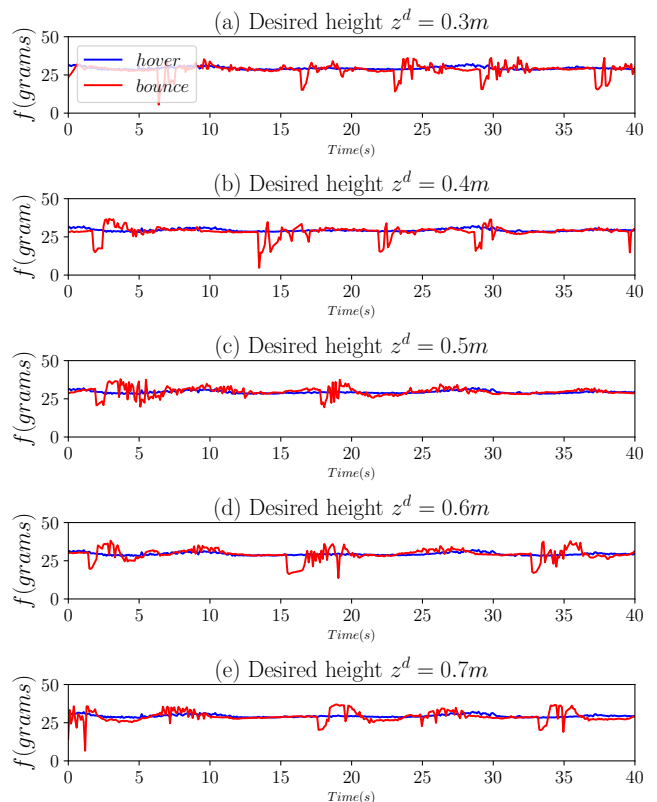 (a) Desired height z^d = 0.3m
f(grams)
50
25
0
hover
bounce
0 5 10 15 20 25 30 35 40
Time(s)
(b) Desired height z^d = 0.4m
f(gram)
50
25
0
0 5 10 15 20 25 30 35 40
Time(s)
(c) Desired height z^d = 0.5m
f(grams)
50
25
0
0 5 10 15 20 25 30 35 40
Time(s)
(d) Desired height z^d = 0.6m
f(grams)
50
25
0
0 5 10 15 20 25 30 35 40
Time(s)
(e) Desired height z^d = 0.7m
f(grams)
50
25
0
0 5 10 15 20 25 30 35 40
Time(s)